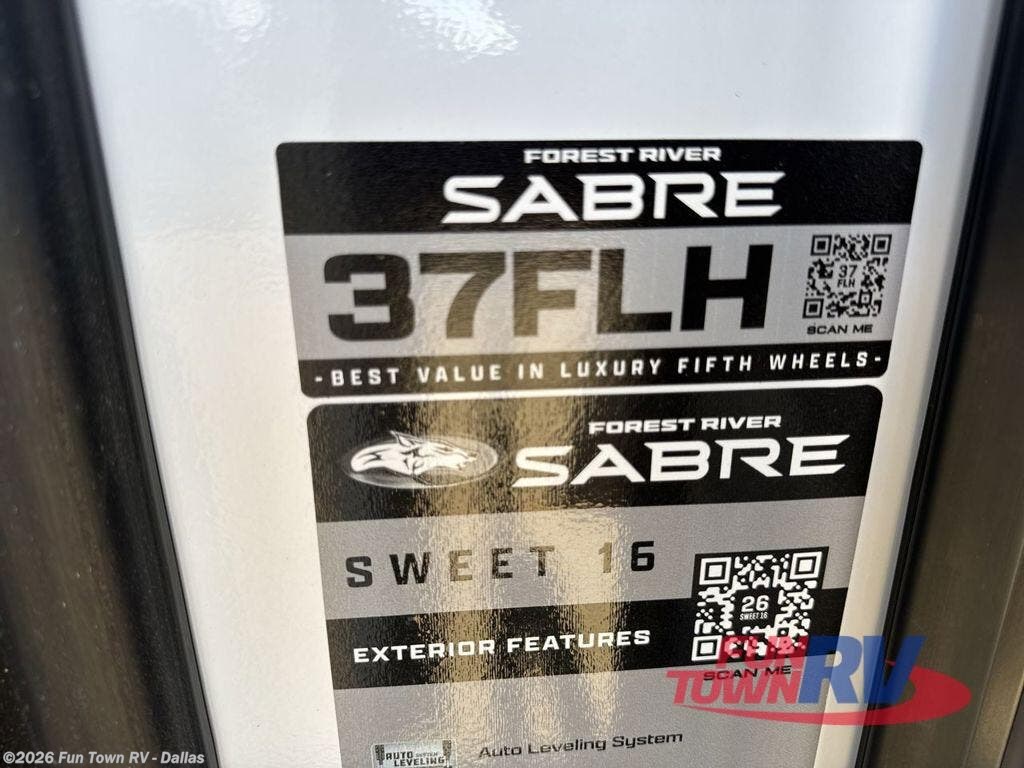 FOREST RIVER
SABRE
37FLH
37
FLH
SCAN ME
-BEST VALUE IN LUXURY FIFTH WHEELS-
FOREST RIVER
SABRE
SWEET 16
26
SWEET 16
EXTERIOR FEATURES
SCAN ME
FUN
TOWN RV
AUTO SYSTEM
LEVELING
Auto Leveling System
©2026 Fun Town RV - Dallas